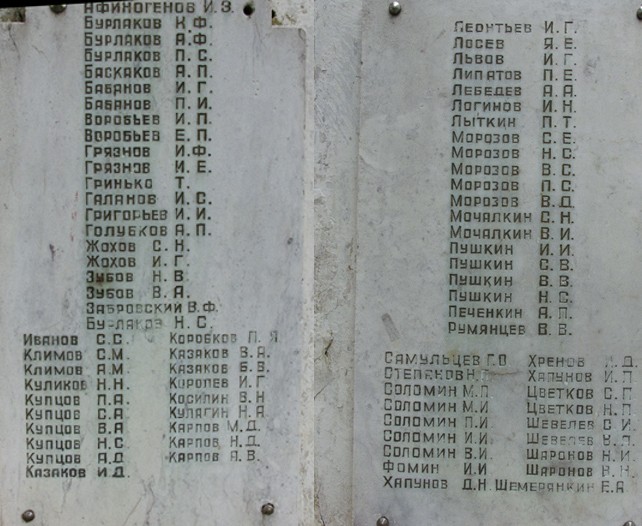 Афиногенов И.З.
Бурлаков К.Ф.
Бурлаков А.Ф.
Бурлаков П.С.
Баскаков А.П.
Бабанов И.Г.
Бабанов П.И.
Воробьев И.П.
Воробьев Е.П.
Грязнов И.Ф.
Грязнов И.Е.
Гринько Т.
Галанов И.С.
Григорьев И.И.
Голубков А.П.
Жохов С.Н.
Жохов И.Г.
Зубов Н.В.
Зубов В.А.
Забровский В.Ф.
Бурлаков Н.С.
Иванов С.С.
Климов С.М.
Климов А.М.
Куликов Н.Н.
Купцов П.А.
Купцов С.А.
Купцов В.А.
Купцов Н.С.
Купцов А.Д.
Казаков И.Д.
Коробков П.Я.
Казаков В.А.
Казаков Б.В.
Королев И.Г.
Косилин В.Н.
Кулягин Н.А.
Карпов М.Д.
Карпов Н.Д.
Карпов А.В.
Леонтьев И.Г.
Лосев Я.Е.
Львов И.Г.
Липатов П.Е.
Лебедев А.А.
Логинов И.Н.
Лыткин П.Т.
Морозов С.Е.
Морозов Н.С.
Морозов В.С.
Морозов П.С.
Морозов В.Д.
Мочалкин С.Н.
Мочалкин В.И.
Пушкин И.И.
Пушкин С.В.
Пушкин В.В.
Пушкин Н.С.
Печенкин А.П.
Румянцев В.В.
Самульцев Г.О.
Степанов
Соломин М.П.
Соломин М.И.
Соломин П.И.
Соломин И.И.
Соломин В.И.
Фомин И.И.
Хапунов Д.Н.
Хренов
Хапунов И.П.
Цветков С.П.
Цветков Н.П.
Шевелев С.И.
Шевелев
Шаронов Н.И.
Шаронов
Шемерянкин Е.А.